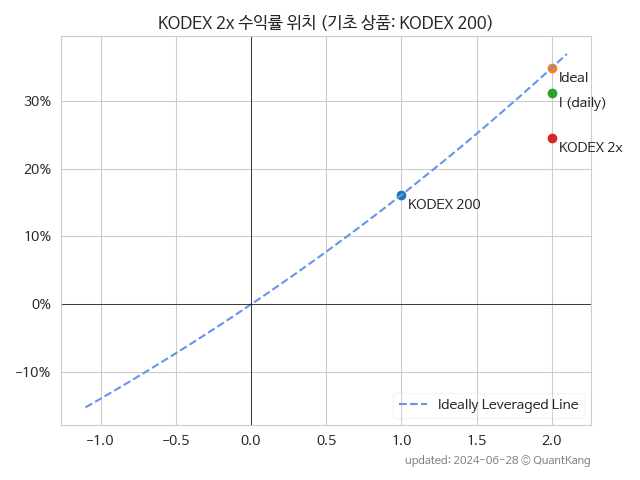 KODEX 2x 수익률 위치 (기초 상품: KODEX 200)
Ideal
I (daily)
KODEX 2x
KODEX 200
30%
20%
10%
0%
−10%
Ideally Leveraged Line
−1.0 −0.5 0.0 0.5 1.0 1.5 2.0
updated: 2024-06-28 © QuantKang